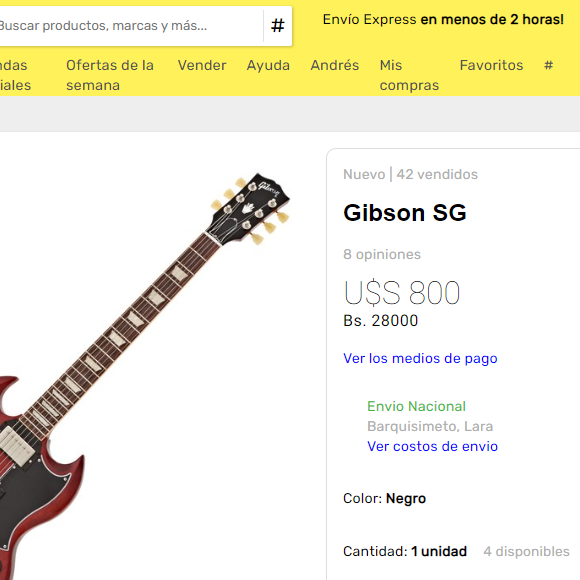 Buscar productos, marcas y más...
#
Envío Express en menos de 2 horas!
Ofertas de la semana
Vender
Ayuda
Andrés
Mis compras
Favoritos
#
Nuevo | 42 vendidos
Gibson SG
Gibson
8 opiniones
U$S 800
Bs. 28000
Ver los medios de pago
Envio Nacional
Barquisimeto, Lara
Ver costos de envio
Color: Negro
Cantidad: 1 unidad 4 disponibles